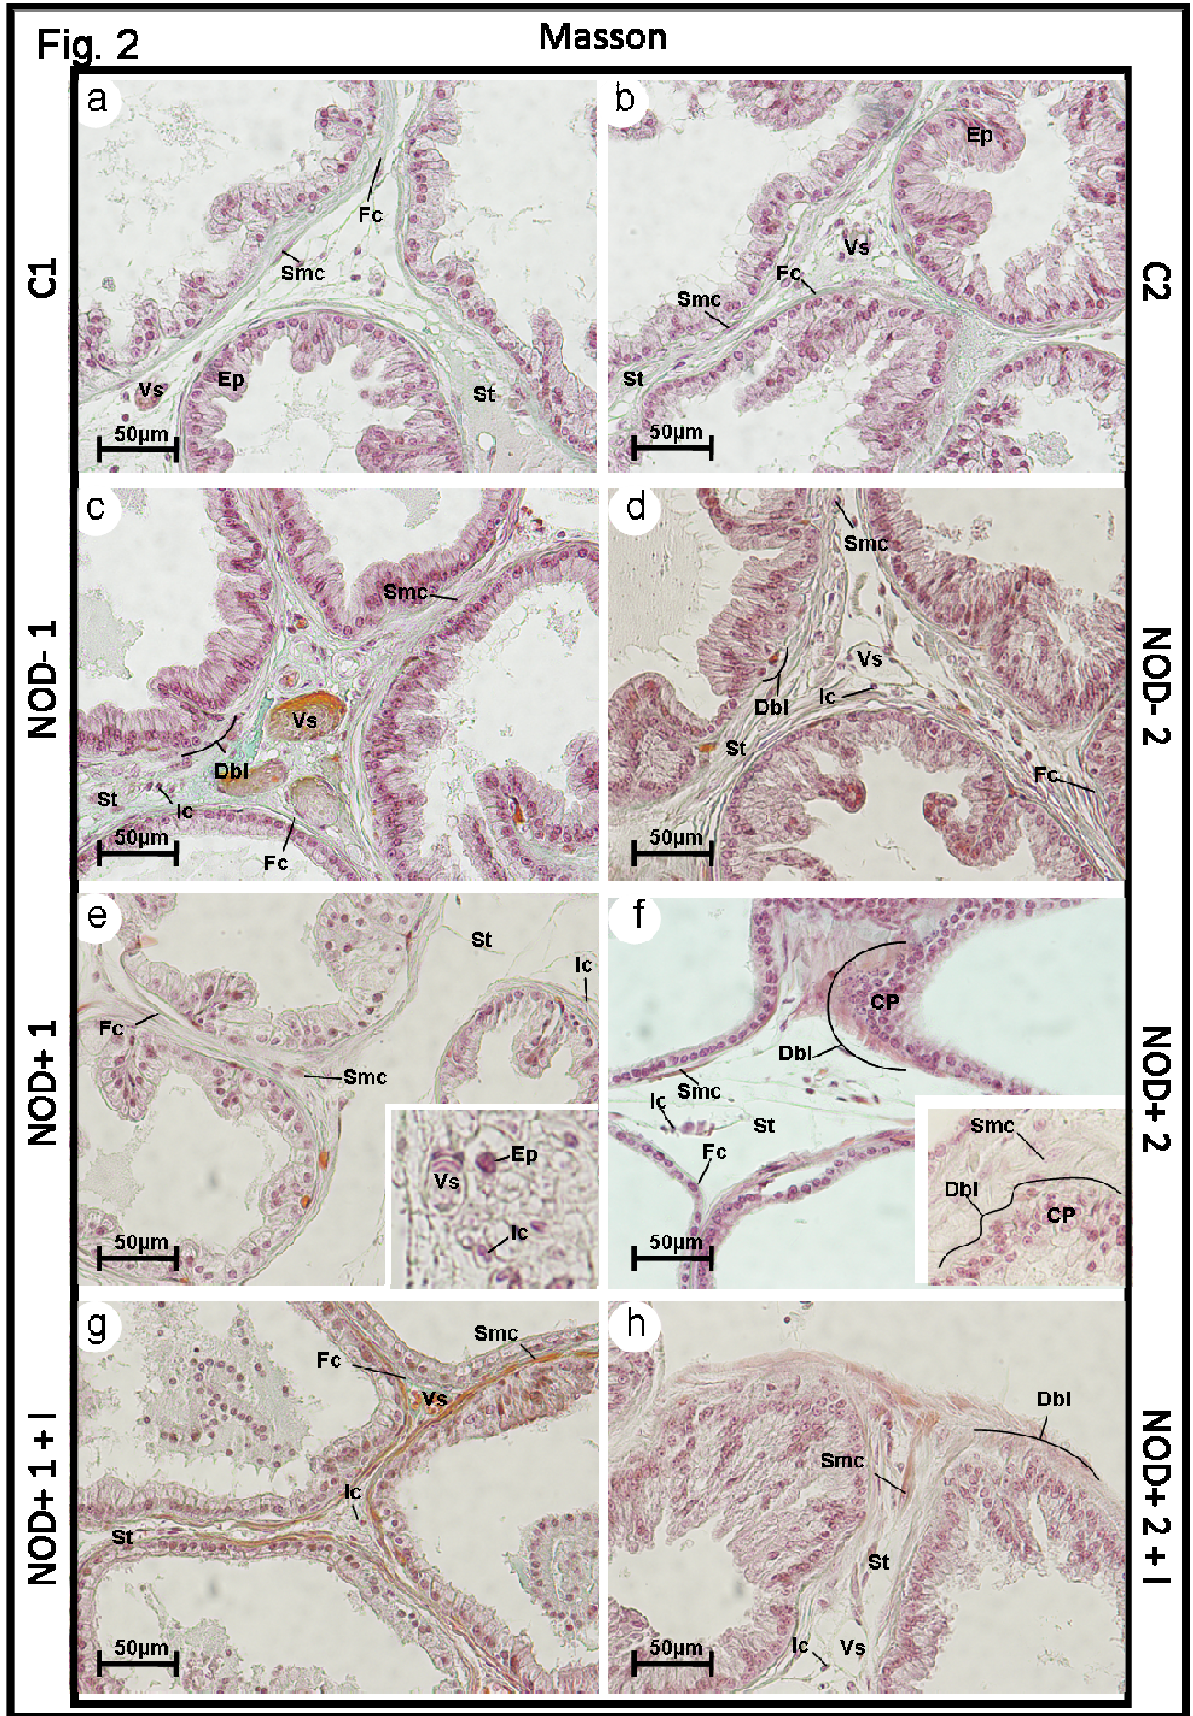 Fig. 2
Masson
C1
a
Fc
Smc
Vs
Ep
St
50µm
b
Ep
Vs
Fc
Smc
St
50µm
C2
NOD- 1
c
Smc
Vs
Dbl
St
Ic
Fc
50µm
d
Smc
Vs
Dbl
Ic
St
Fc
50µm
NOD- 2
NOD+ 1
e
St
Ic
Fc
Smc
50µm
Ep
Vs
Ic
f
CP
Dbl
Smc
Ic
St
Fc
50µm
Smc
Dbl
CP
NOD+ 2
NOD+ 1 + I
g
Smc
Fc
Vs
Ic
St
50µm
h
Dbl
Smc
St
Ic
Vs
50µm
NOD+ 2 + I